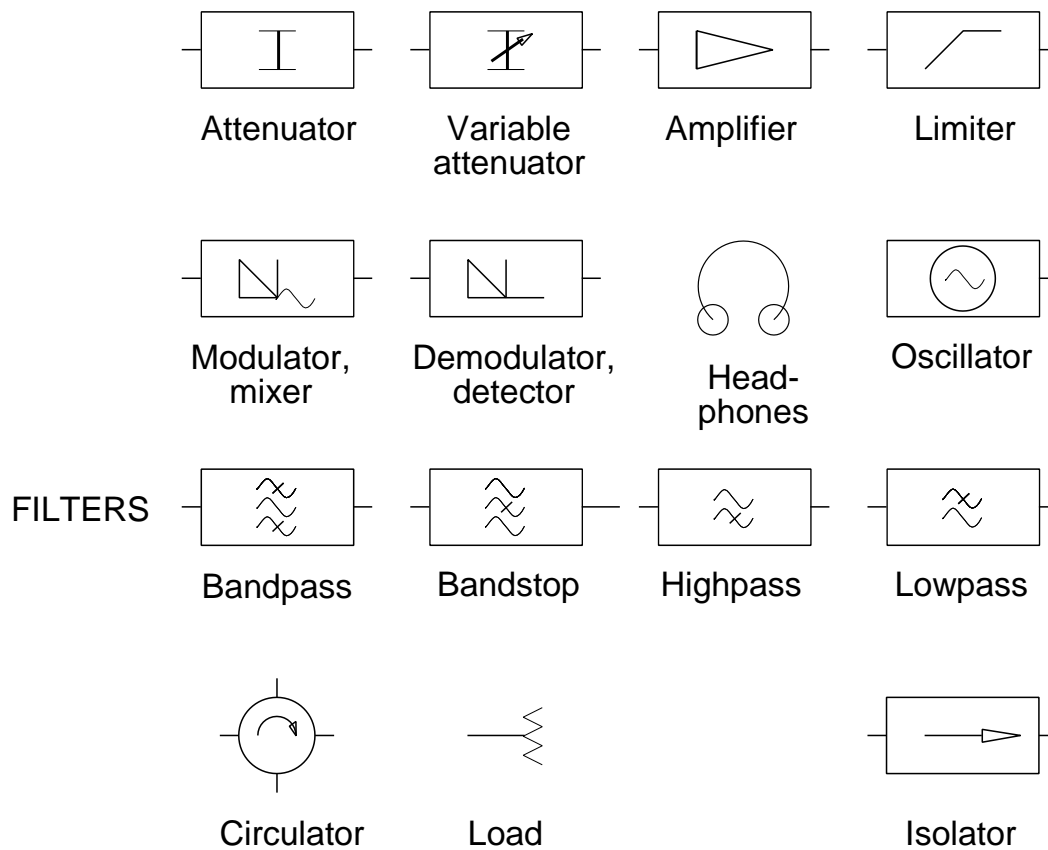 Attenuator
Variable
attenuator
Amplifier
Limiter
Modulator,
mixer
Demodulator,
detector
Head-
phones
Oscillator
FILTERS
Bandpass
Bandstop
Highpass
Lowpass
Circulator
Load
Isolator